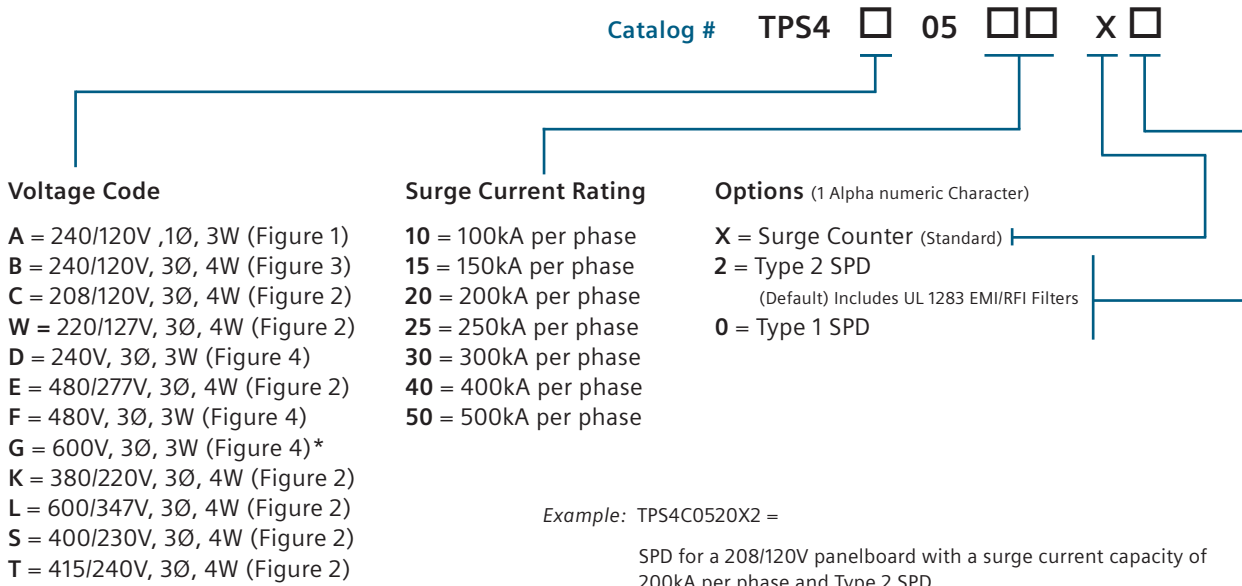 Catalog # TPS4 □ 05 □□ X □
Voltage Code
A = 240/120V ,1Ø, 3W (Figure 1)
B = 240/120V, 3Ø, 4W (Figure 3)
C = 208/120V, 3Ø, 4W (Figure 2)
W = 220/127V, 3Ø, 4W (Figure 2)
D = 240V, 3Ø, 3W (Figure 4)
E = 480/277V, 3Ø, 4W (Figure 2)
F = 480V, 3Ø, 3W (Figure 4)
G = 600V, 3Ø, 3W (Figure 4)*
K = 380/220V, 3Ø, 4W (Figure 2)
L = 600/347V, 3Ø, 4W (Figure 2)
S = 400/230V, 3Ø, 4W (Figure 2)
T = 415/240V, 3Ø, 4W (Figure 2)
Surge Current Rating
10 = 100kA per phase
15 = 150kA per phase
20 = 200kA per phase
25 = 250kA per phase
30 = 300kA per phase
40 = 400kA per phase
50 = 500kA per phase
Options (1 Alpha numeric Character)
X = Surge Counter (Standard)
2 = Type 2 SPD
(Default) Includes UL 1283 EMI/RFI Filters
0 = Type 1 SPD
Example: TPS4C0520X2 =
SPD for a 208/120V panelboard with a surge current capacity of
200kA per phase and Type 2 SPD